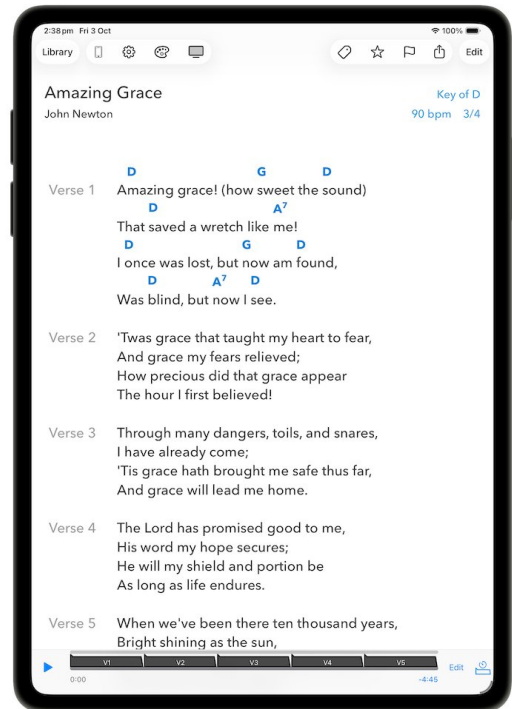 2:38 pm Fri 3 Oct 100%
Library Edit
Amazing Grace Key of D
John Newton 90 bpm 3/4
D G D
Verse 1 Amazing grace! (how sweet the sound)
D A7
That saved a wretch like me!
D G D
I once was lost, but now am found,
D A7 D
Was blind, but now I see.
Verse 2 'Twas grace that taught my heart to fear,
And grace my fears relieved;
How precious did that grace appear
The hour I first believed!
Verse 3 Through many dangers, toils, and snares,
I have already come;
'Tis grace hath brought me safe thus far,
And grace will lead me home.
Verse 4 The Lord has promised good to me,
His word my hope secures;
He will my shield and portion be
As long as life endures.
Verse 5 When we've been there ten thousand years,
Bright shining as the sun,
V1 V2 V3 V4 V5 Edit
0:00 -4:45